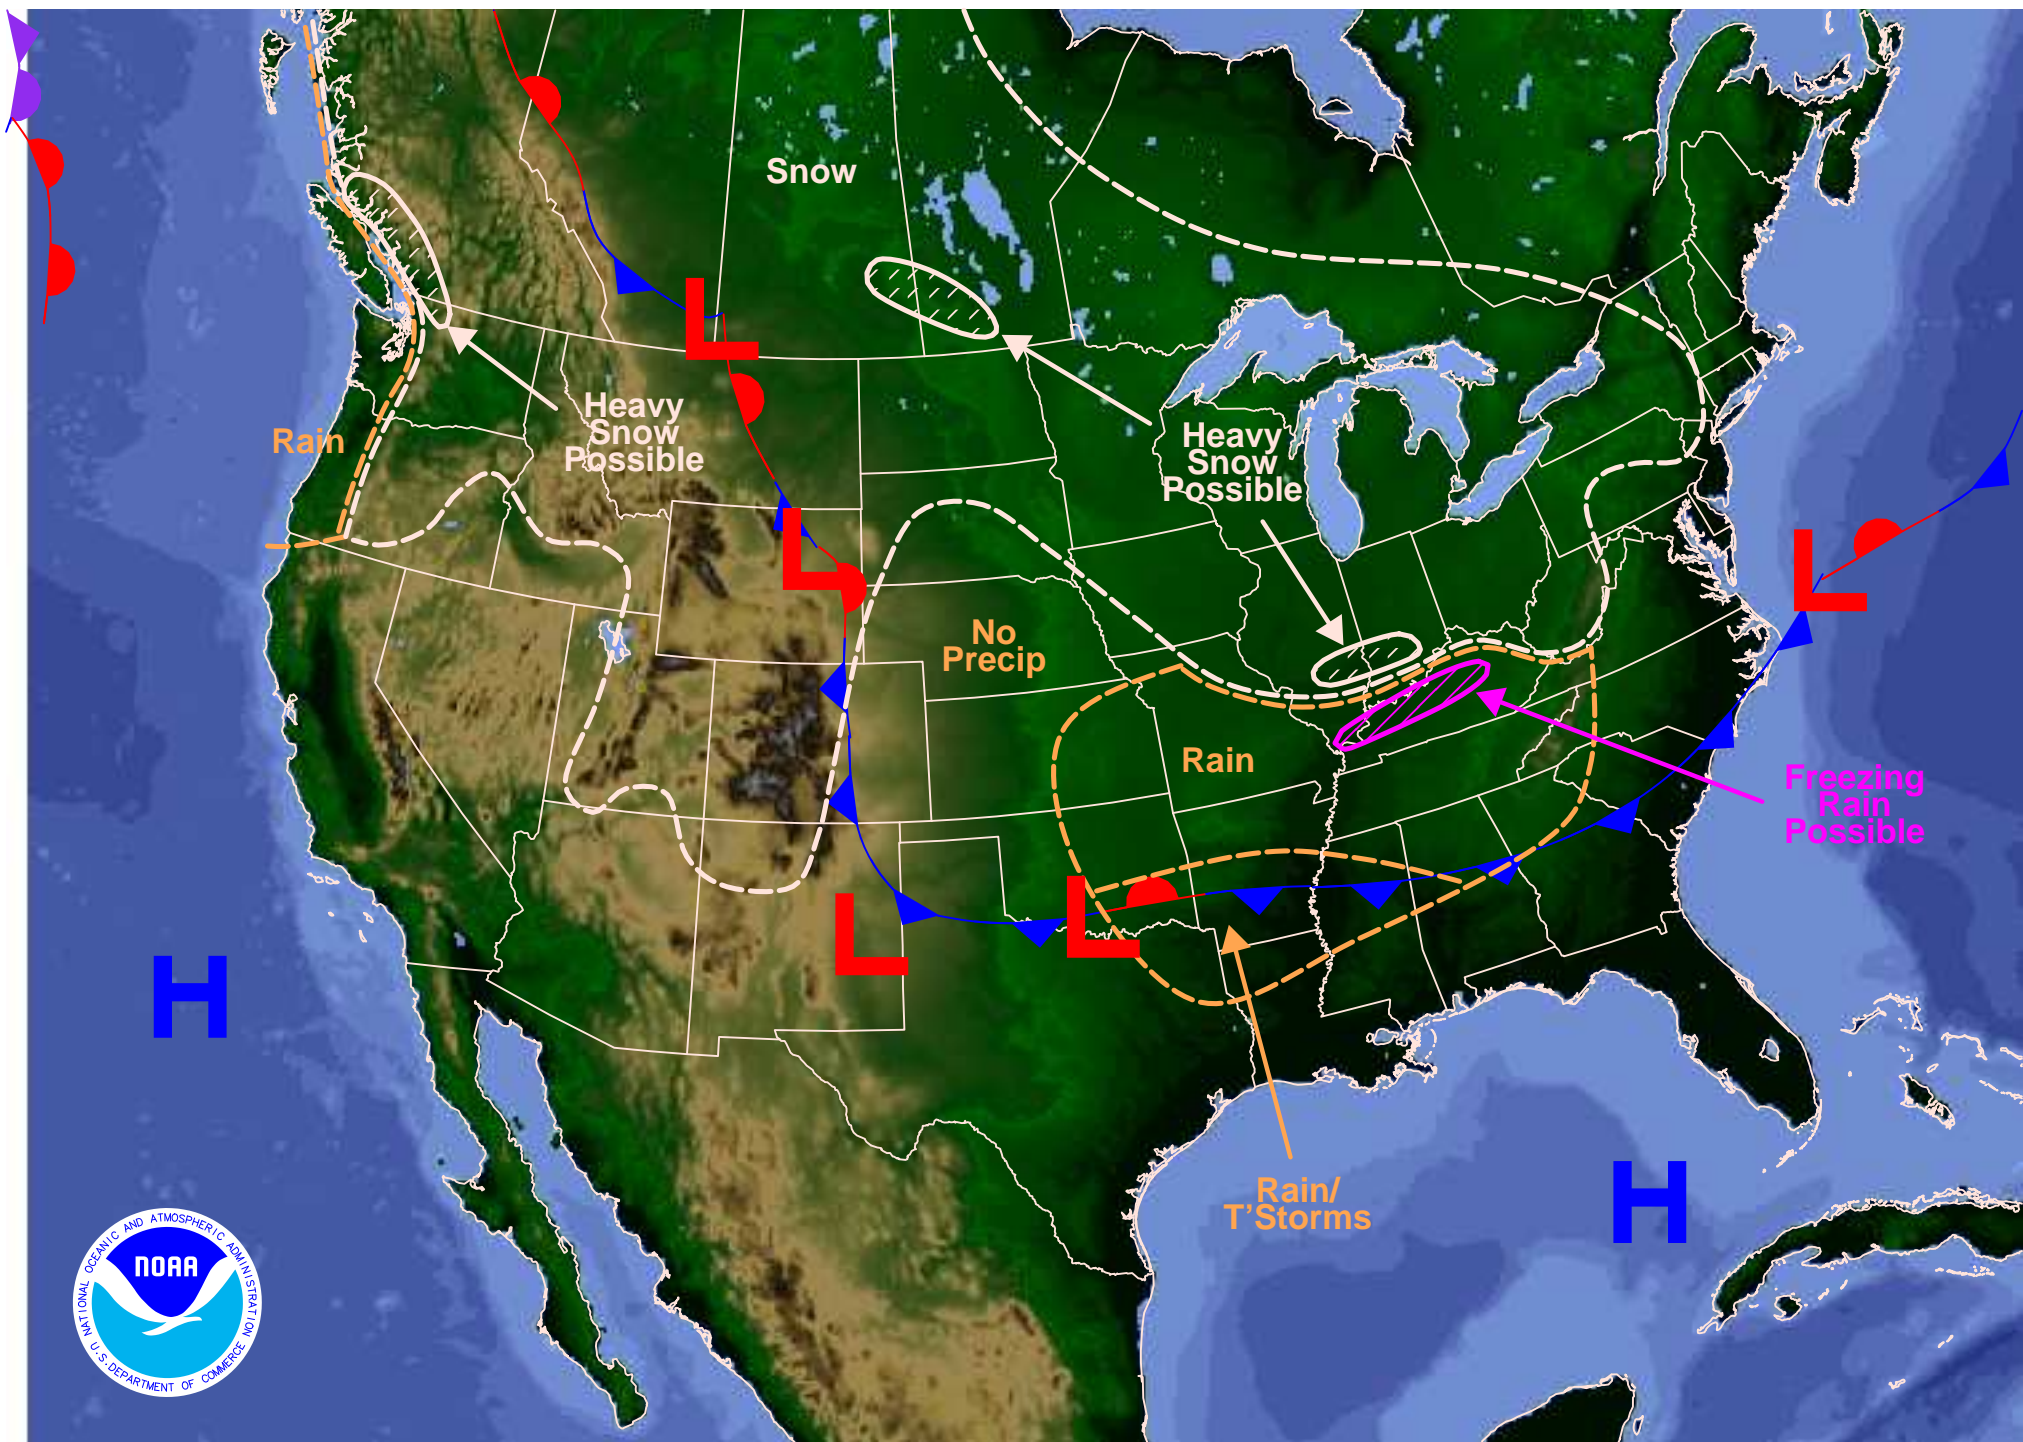 Snow
Heavy
Snow
Possible
Rain
Heavy
Snow
Possible
No
Precip
Rain
Freezing
Rain
Possible
L
L
L
L
L
H
H
Rain/
T'Storms
NATIONAL OCEANIC AND ATMOSPHERIC ADMINISTRATION
NOAA
U.S. DEPARTMENT OF COMMERCE